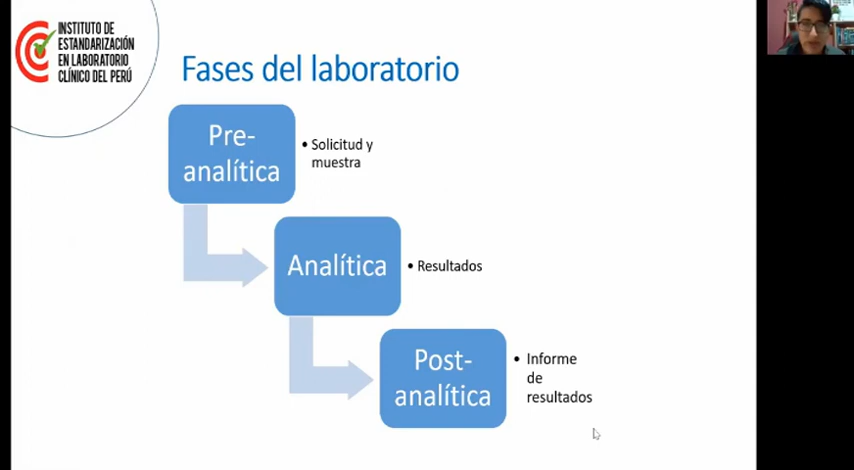 INSTITUTO DE
ESTANDARIZACIÓN
EN LABORATORIO
CLÍNICO DEL PERÚ
Fases del laboratorio
Pre-
analítica
• Solicitud y
muestra
Analítica
• Resultados
Post-
analítica
• Informe
de
resultados